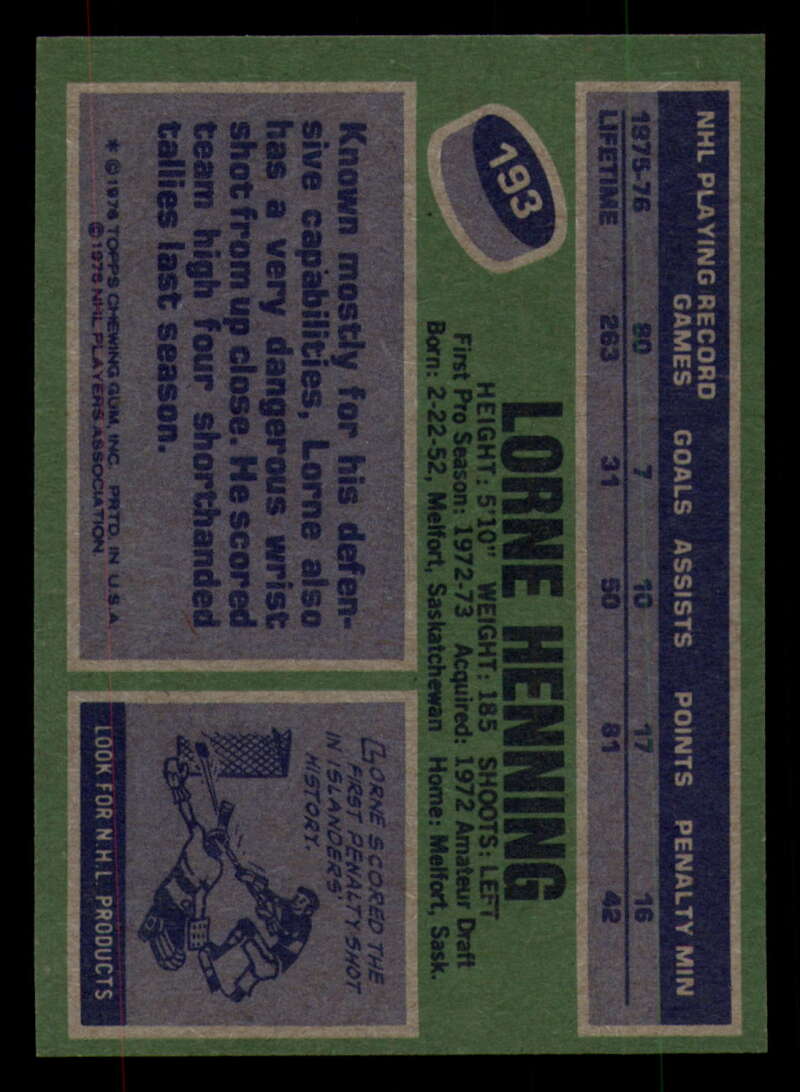 193
LORNE HENNING
HEIGHT: 5'10" WEIGHT: 185 SHOOTS: LEFT
First Pro Season: 1972-73 Acquired: 1972 Amateur Draft
Born: 2-22-52, Melfort, Saskatchewan Home: Melfort, Sask.
NHL PLAYING RECORD
GAMES GOALS ASSISTS POINTS PENALTY MIN
1975-76 80 7 10 17 16
LIFETIME 263 31 50 81 42
Known mostly for his defen-
sive capabilities, Lorne also
has a very dangerous wrist
shot from up close. He scored
team high four shorthanded
tallies last season.
* © 1976 TOPPS CHEWING GUM, INC. PRTD. IN U.S.A.
© 1976 NHL PLAYERS ASSOCIATION
LORNE SCORED THE
FIRST PENALTY SHOT
IN ISLANDERS'
HISTORY.
LOOK FOR N.H.L. PRODUCTS